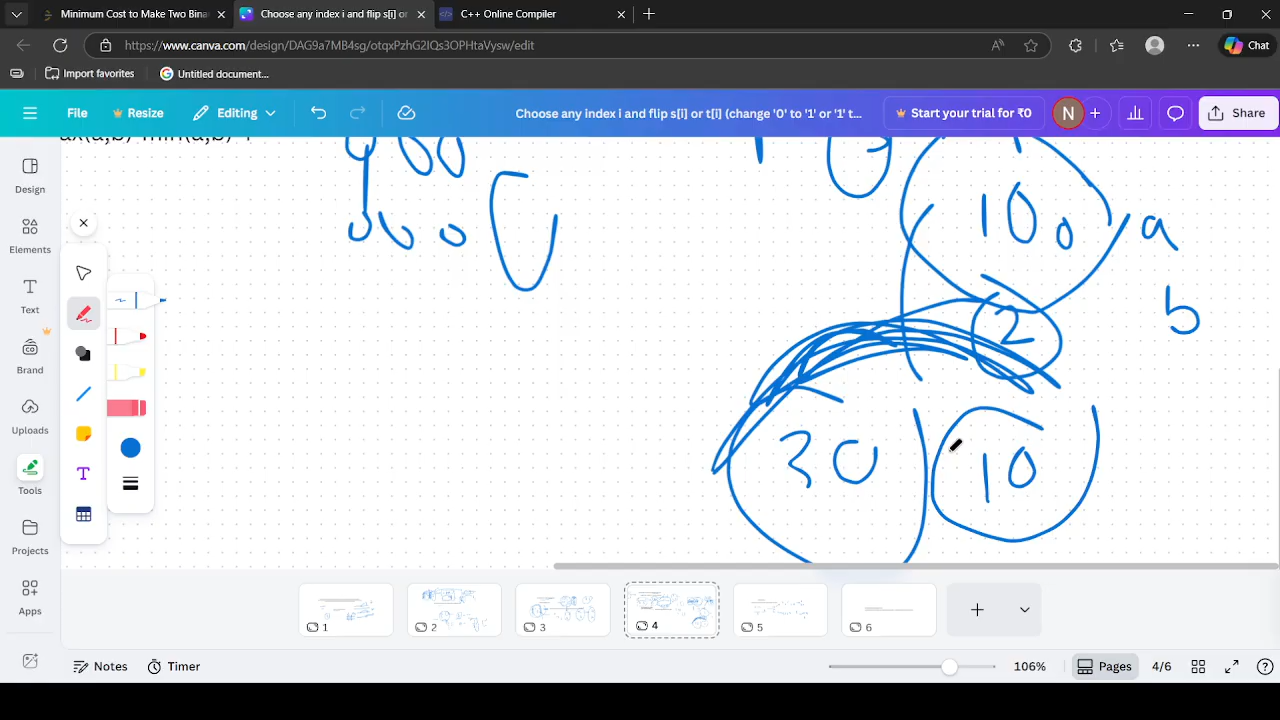 Minimum Cost to Make Two Bina
Choose any index i and flip s[i] or
C++ Online Compiler
https://www.canva.com/design/DAG9a7MB4sg/otqxPzhG2IQs3OPHtaVysw/edit
Chat
Import favorites
Untitled document...
File
Resize
Editing
Choose any index i and flip s[i] or t[i] (change '0' to '1' or '1' t...
Start your trial for ₹0
N
Share
Design
Elements
Text
Brand
Uploads
Tools
Projects
Apps
100
a
b
2
30
10
1
2
3
4
5
6
Notes
Timer
106%
Pages
4/6